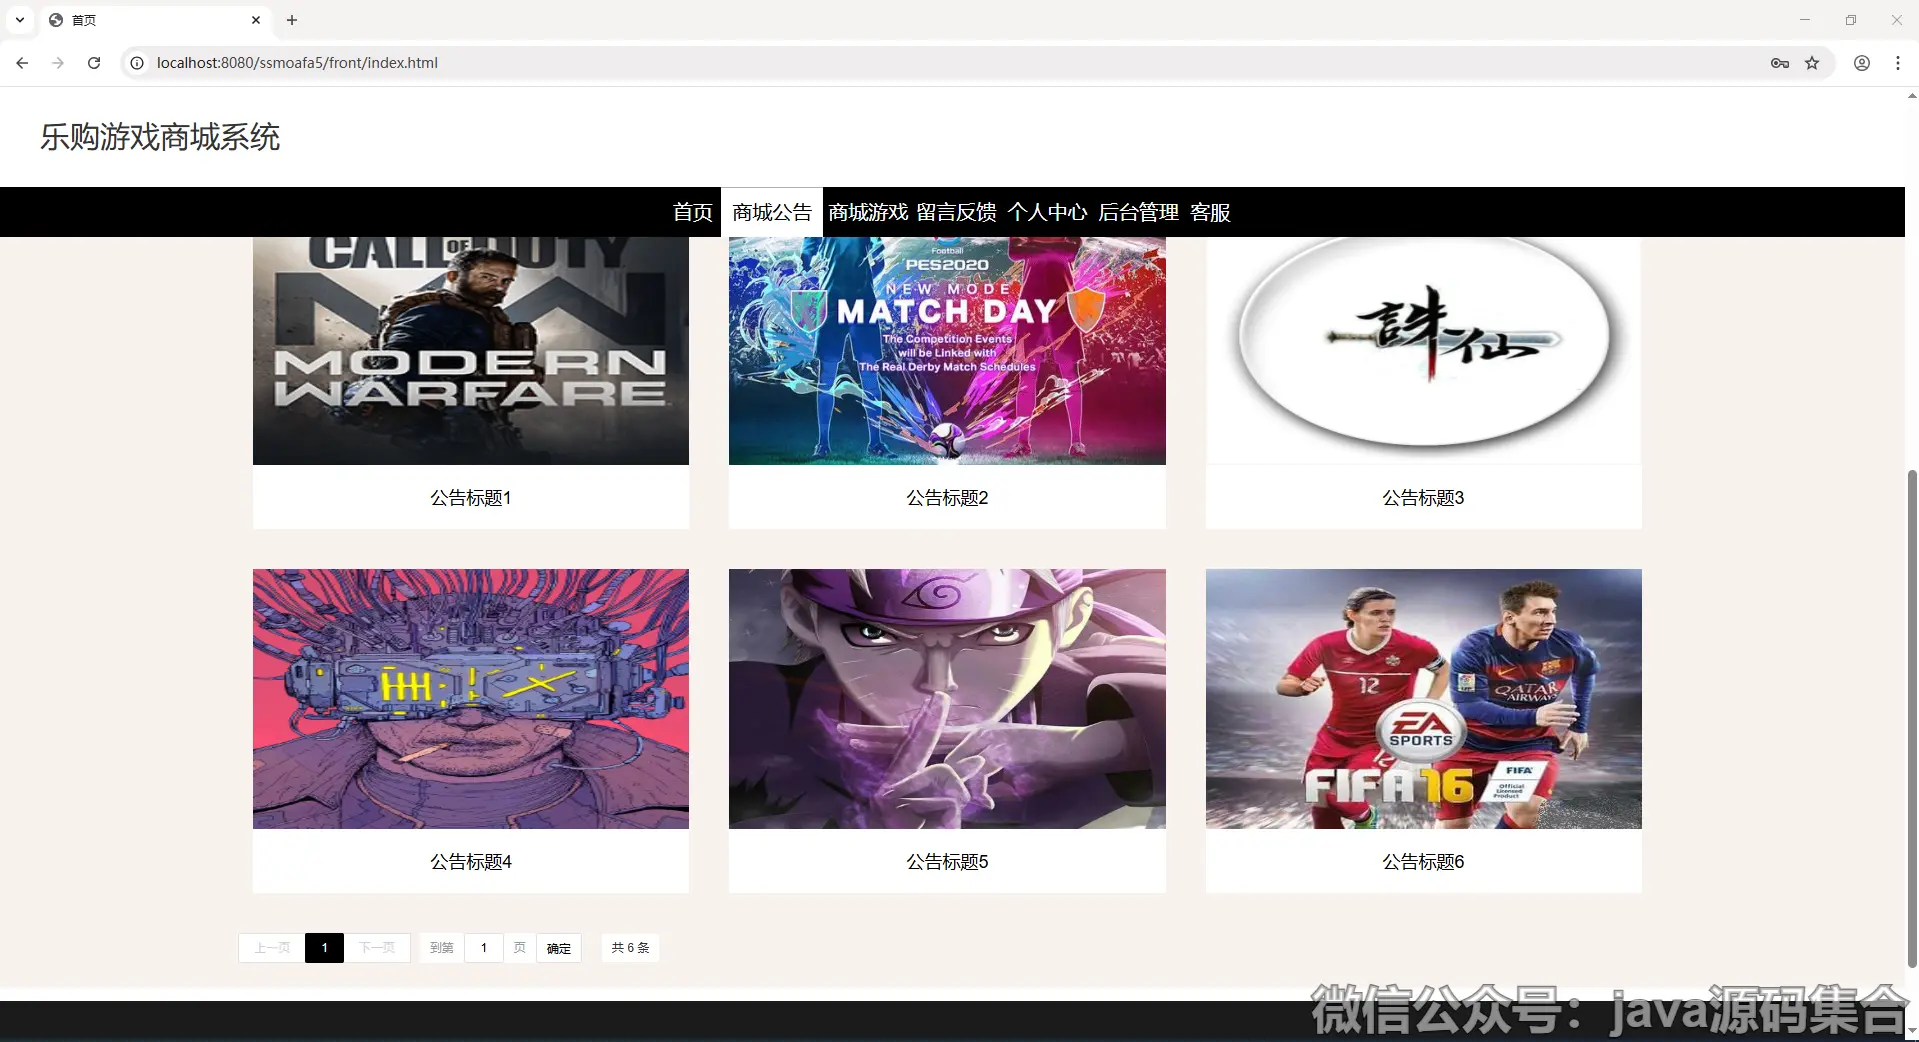 首页
localhost:8080/ssmoafa5/front/index.html
乐购游戏商城系统
首页 商城公告 商城游戏 留言反馈 个人中心 后台管理 客服
CALL OF DUTY
MODERN
WARFARE
Football
PES2020
NEW MODE
MATCH DAY
The Competition Events
will be Linked with
The Real Derby Match Schedules
誅仙
公告标题1
公告标题2
公告标题3
12
QATAR
AIRWAYS
EA
SPORTS
FIFA 16
FIFA
Official
Licensed
Product
公告标题4
公告标题5
公告标题6
上一页 1 下一页 到第 1 页 确定 共 6 条
微信公众号：java源码集合